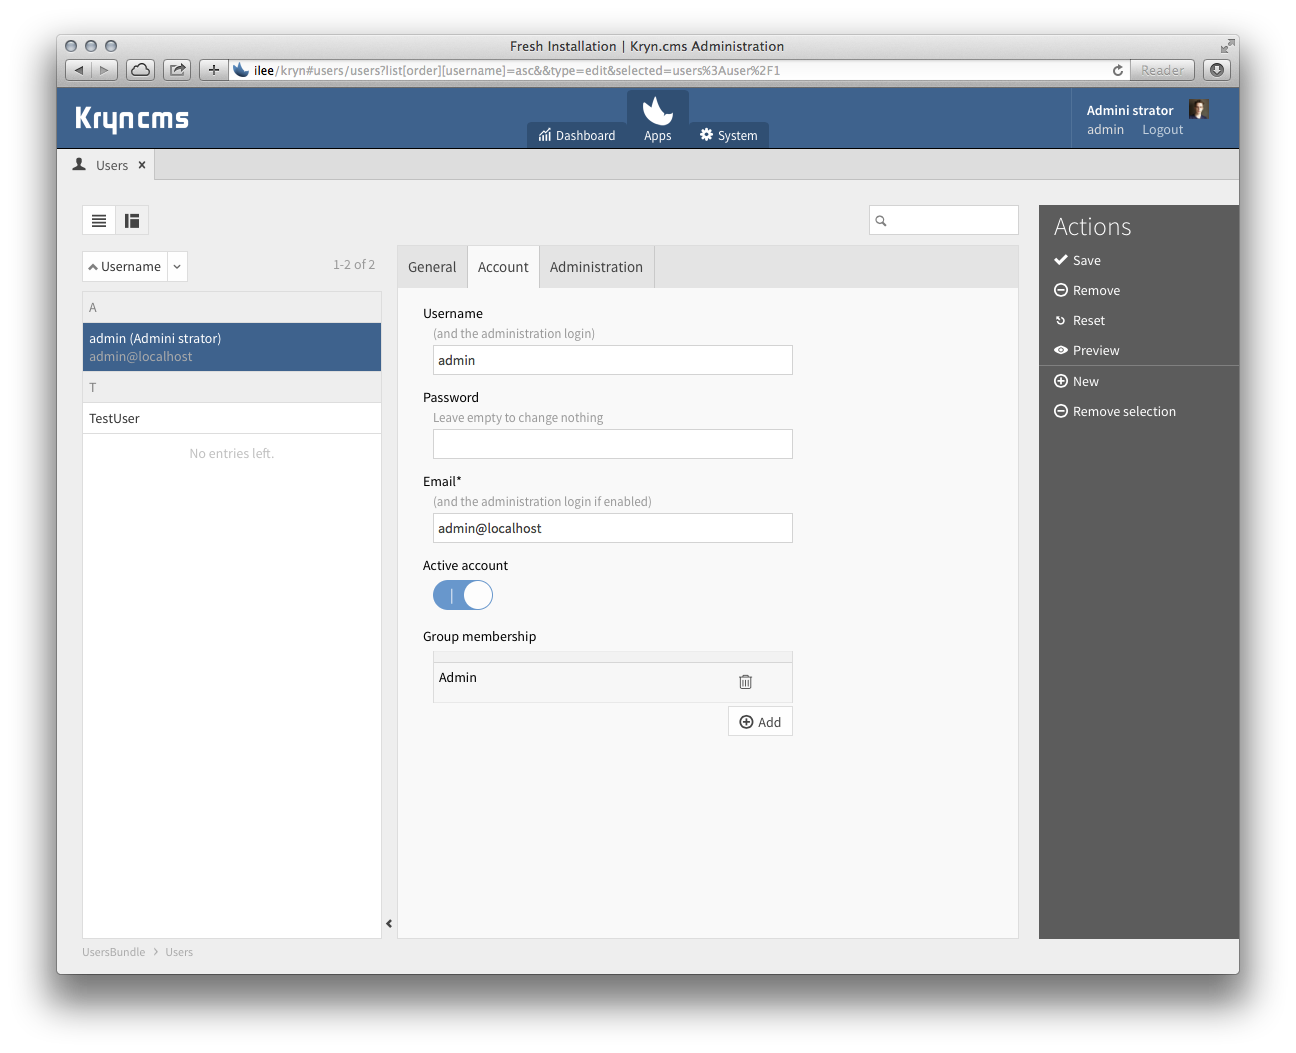 Fresh Installation | Kryn.cms Administration
ilee/kryn#users/users?list[order][username]=asc&&type=edit&selected=users%3Auser%2F1
Reader
Kryncms
Dashboard
Apps
System
Admini strator
admin Logout
Users
Username
1-2 of 2
A
admin (Admini strator)
admin@localhost
T
TestUser
No entries left.
General Account Administration
Username
(and the administration login)
admin
Password
Leave empty to change nothing
Email*
(and the administration login if enabled)
admin@localhost
Active account
Group membership
Admin
Add
Actions
Save
Remove
Reset
Preview
New
Remove selection
UsersBundle > Users